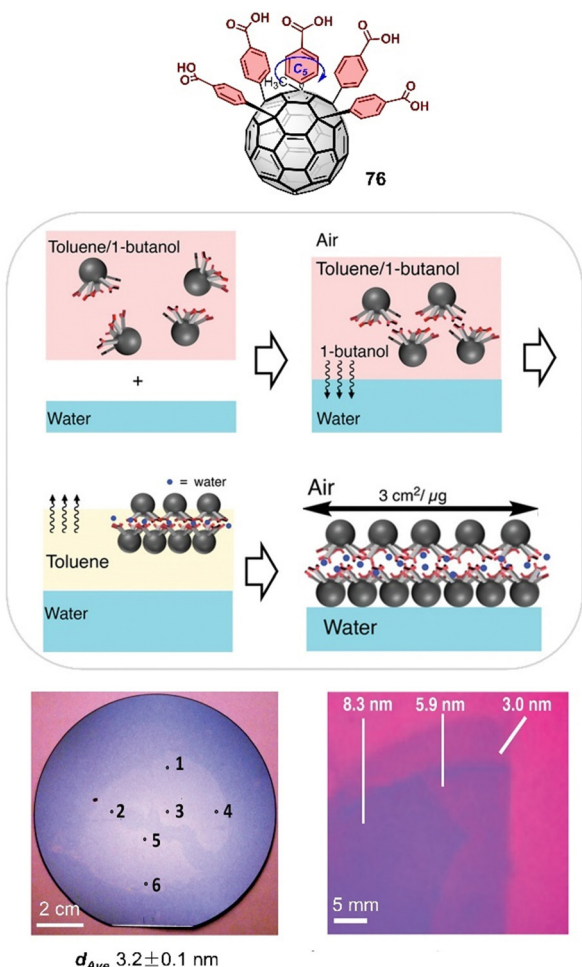 O OH
O OH
O OH
HO O
O OH
C5
H3C
76
Toluene/1-butanol
+
Water
Air
Toluene/1-butanol
1-butanol
Water
= water
Toluene
Water
Air
3 cm²/ µg
Water
1
2 3 4
5
6
2 cm
8.3 nm 5.9 nm 3.0 nm
5 mm
dAve 3.2±0.1 nm